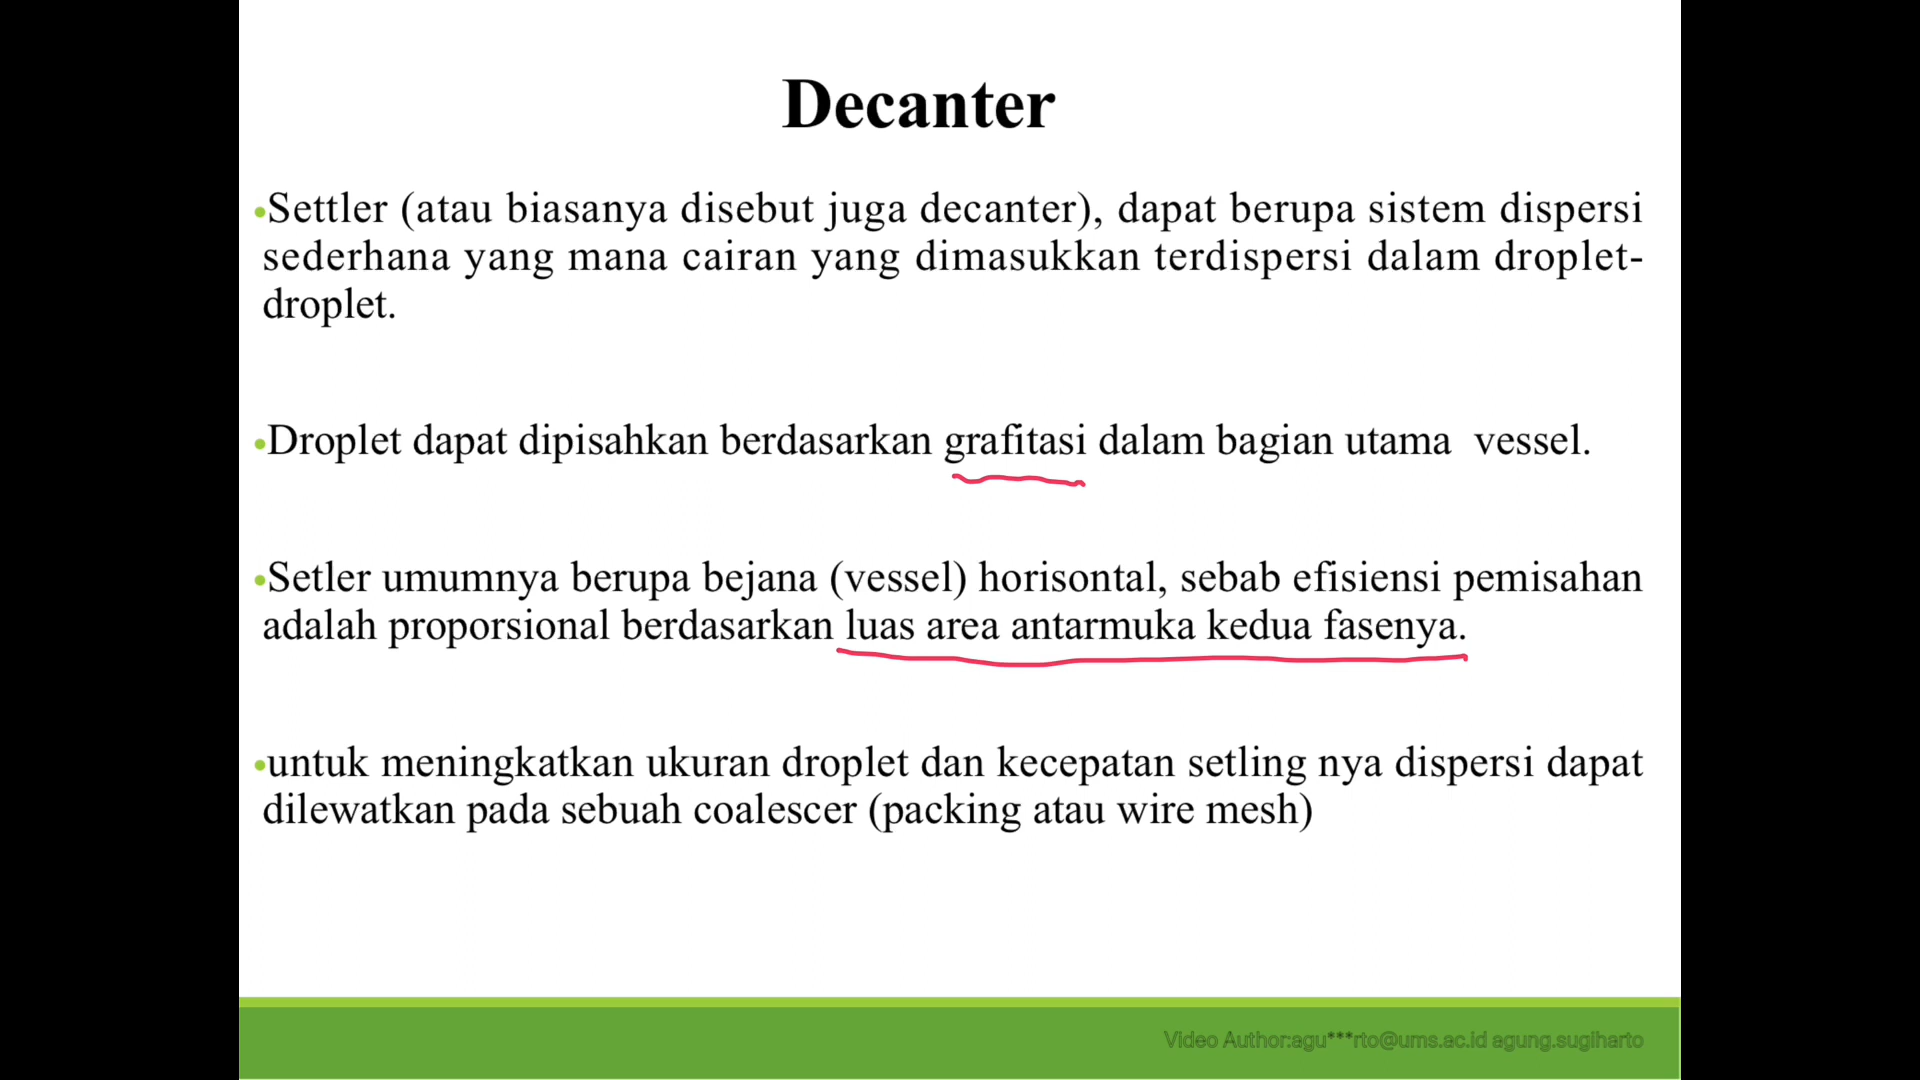 Decanter
•Settler (atau biasanya disebut juga decanter), dapat berupa sistem dispersi
sederhana yang mana cairan yang dimasukkan terdispersi dalam droplet-
droplet.
•Droplet dapat dipisahkan berdasarkan grafitasi dalam bagian utama vessel.
•Setler umumnya berupa bejana (vessel) horisontal, sebab efisiensi pemisahan
adalah proporsional berdasarkan luas area antarmuka kedua fasenya.
•untuk meningkatkan ukuran droplet dan kecepatan setling nya dispersi dapat
dilewatkan pada sebuah coalescer (packing atau wire mesh)
Video Author:agu***rto@ums.ac.id agung.sugiharto